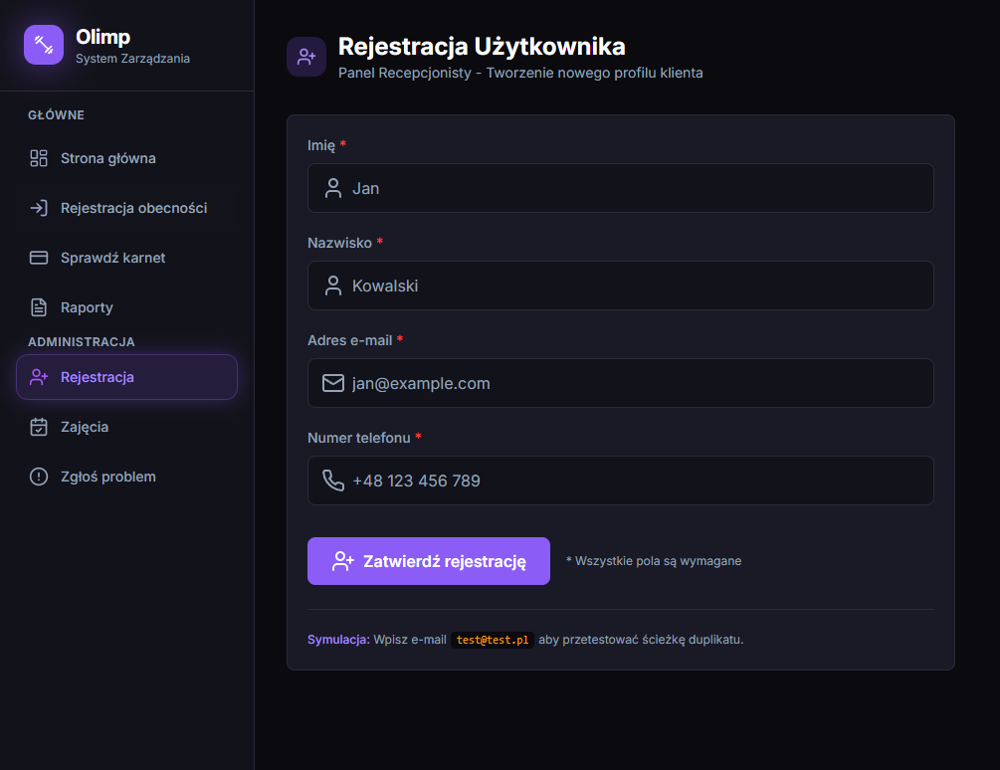 Olimp
System Zarządzania
GŁÓWNE
Strona główna
Rejestracja obecności
Sprawdź karnet
Raporty
ADMINISTRACJA
Rejestracja
Zajęcia
Zgłoś problem
Rejestracja Użytkownika
Panel Recepcjonisty - Tworzenie nowego profilu klienta
Imię *
Jan
Nazwisko *
Kowalski
Adres e-mail *
jan@example.com
Numer telefonu *
+48 123 456 789
Zatwierdź rejestrację
* Wszystkie pola są wymagane
Symulacja: Wpisz e-mail test@test.pl aby przetestować ścieżkę duplikatu.